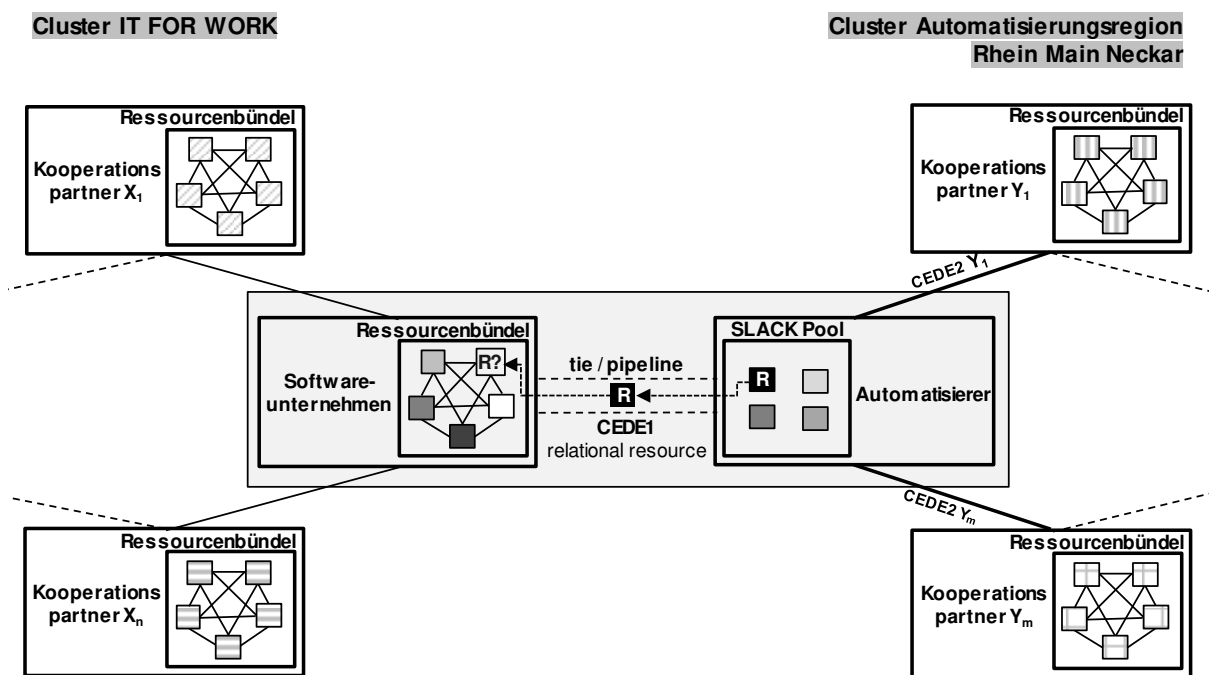 Cluster IT FOR WORK
Cluster Automatisierungsregion
Rhein Main Neckar
Ressourcenbündel
Kooperations
partner X1
Ressourcenbündel
Kooperations
partner Y1
CEDE2 Y1
Ressourcenbündel
Software-
unternehmen
R?
tie / pipeline
R
CEDE1
relational resource
SLACK Pool
R
Automatisierer
CEDE2 Ym
Ressourcenbündel
Kooperations
partner Xn
Ressourcenbündel
Kooperations
partner Ym